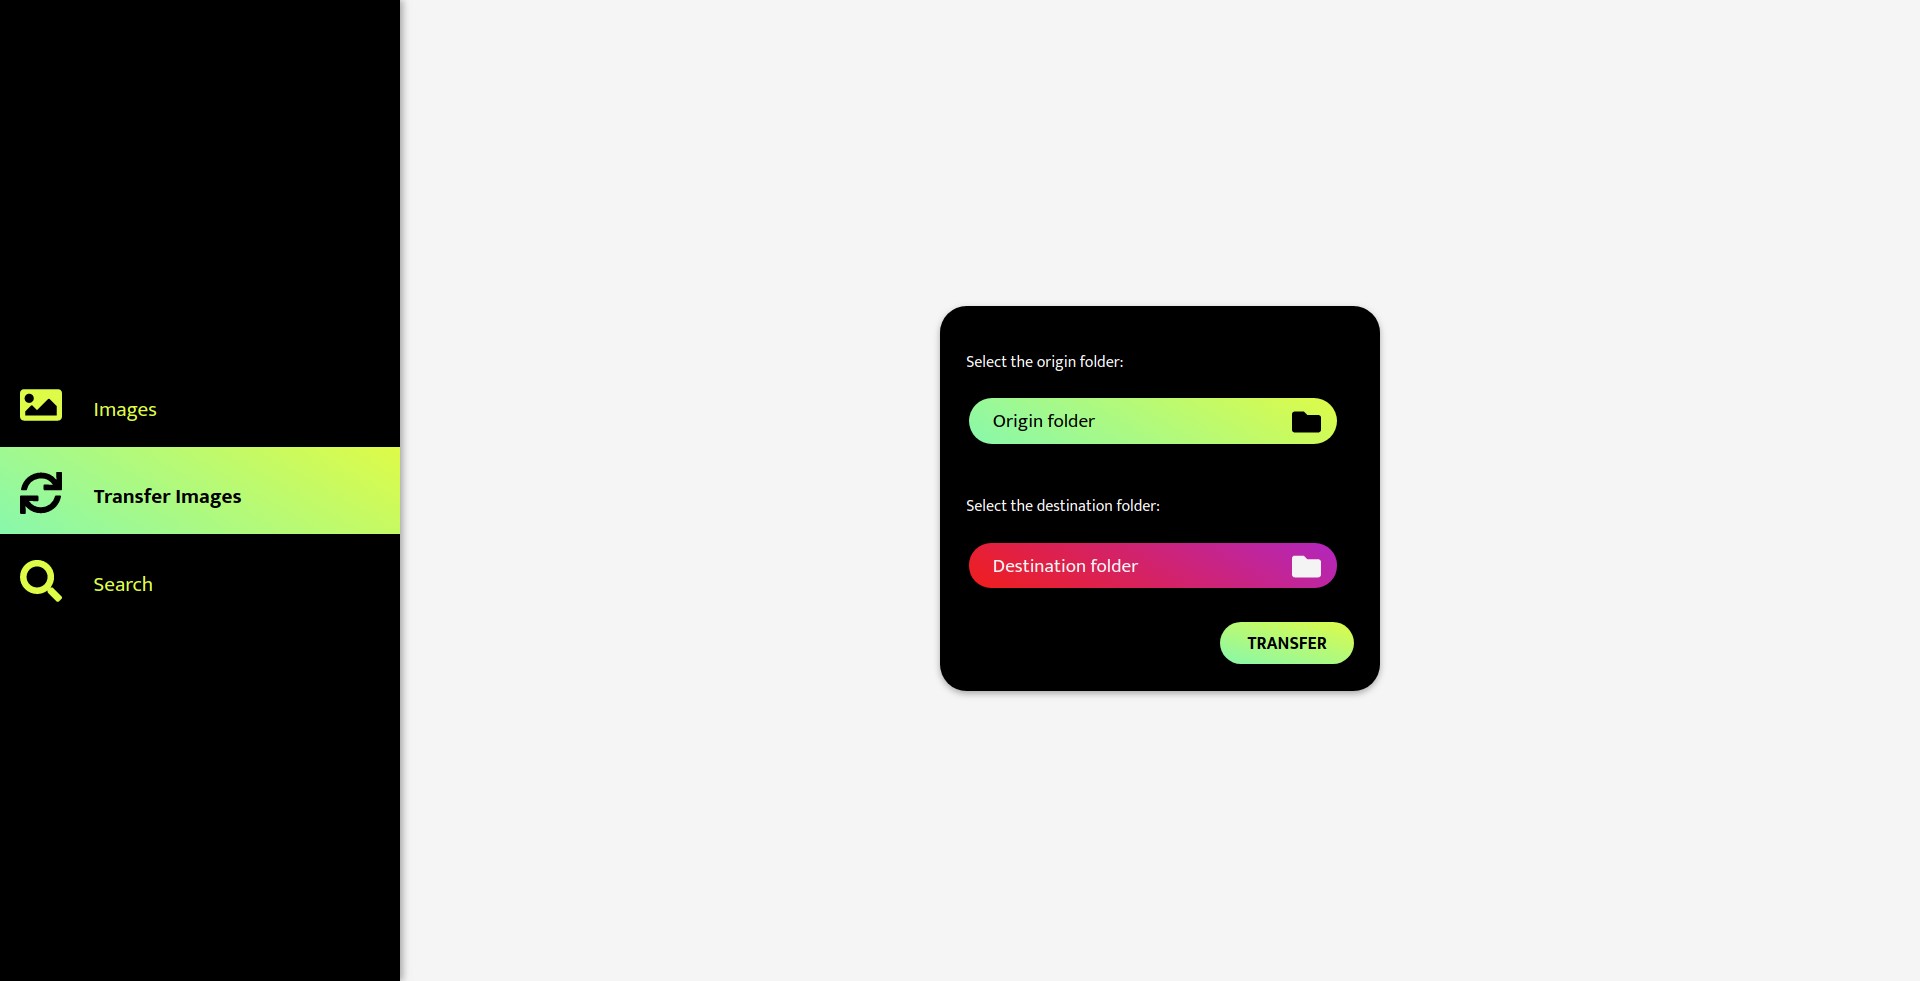 Images
Transfer Images
Search
Select the origin folder:
Origin folder
Select the destination folder:
Destination folder
TRANSFER